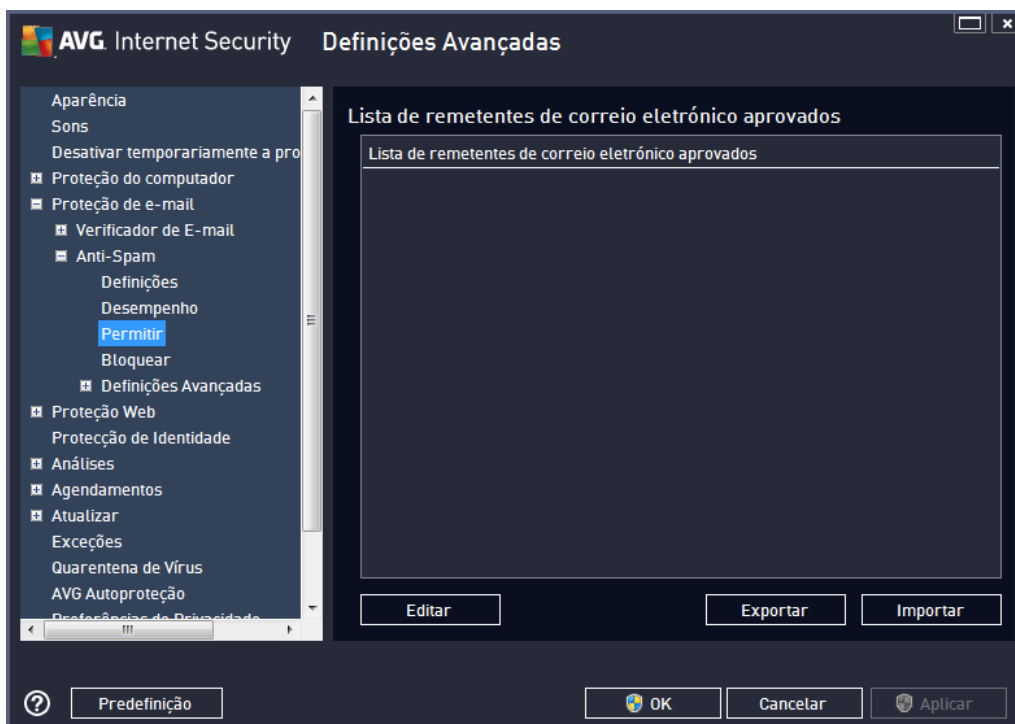 AVG. Internet Security Definições Avançadas
Aparência
Sons
Desativar temporariamente a pro
Proteção do computador
Proteção de e-mail
Verificador de E-mail
Anti-Spam
Definições
Desempenho
Permitir
Bloquear
Definições Avançadas
Proteção Web
Protecção de Identidade
Análises
Agendamentos
Atualizar
Exceções
Quarentena de Vírus
AVG Autoproteção
Preferências de Privacidade
Lista de remetentes de correio eletrónico aprovados
Lista de remetentes de correio eletrónico aprovados
Editar
Exportar
Importar
Predefinição
OK
Cancelar
Aplicar